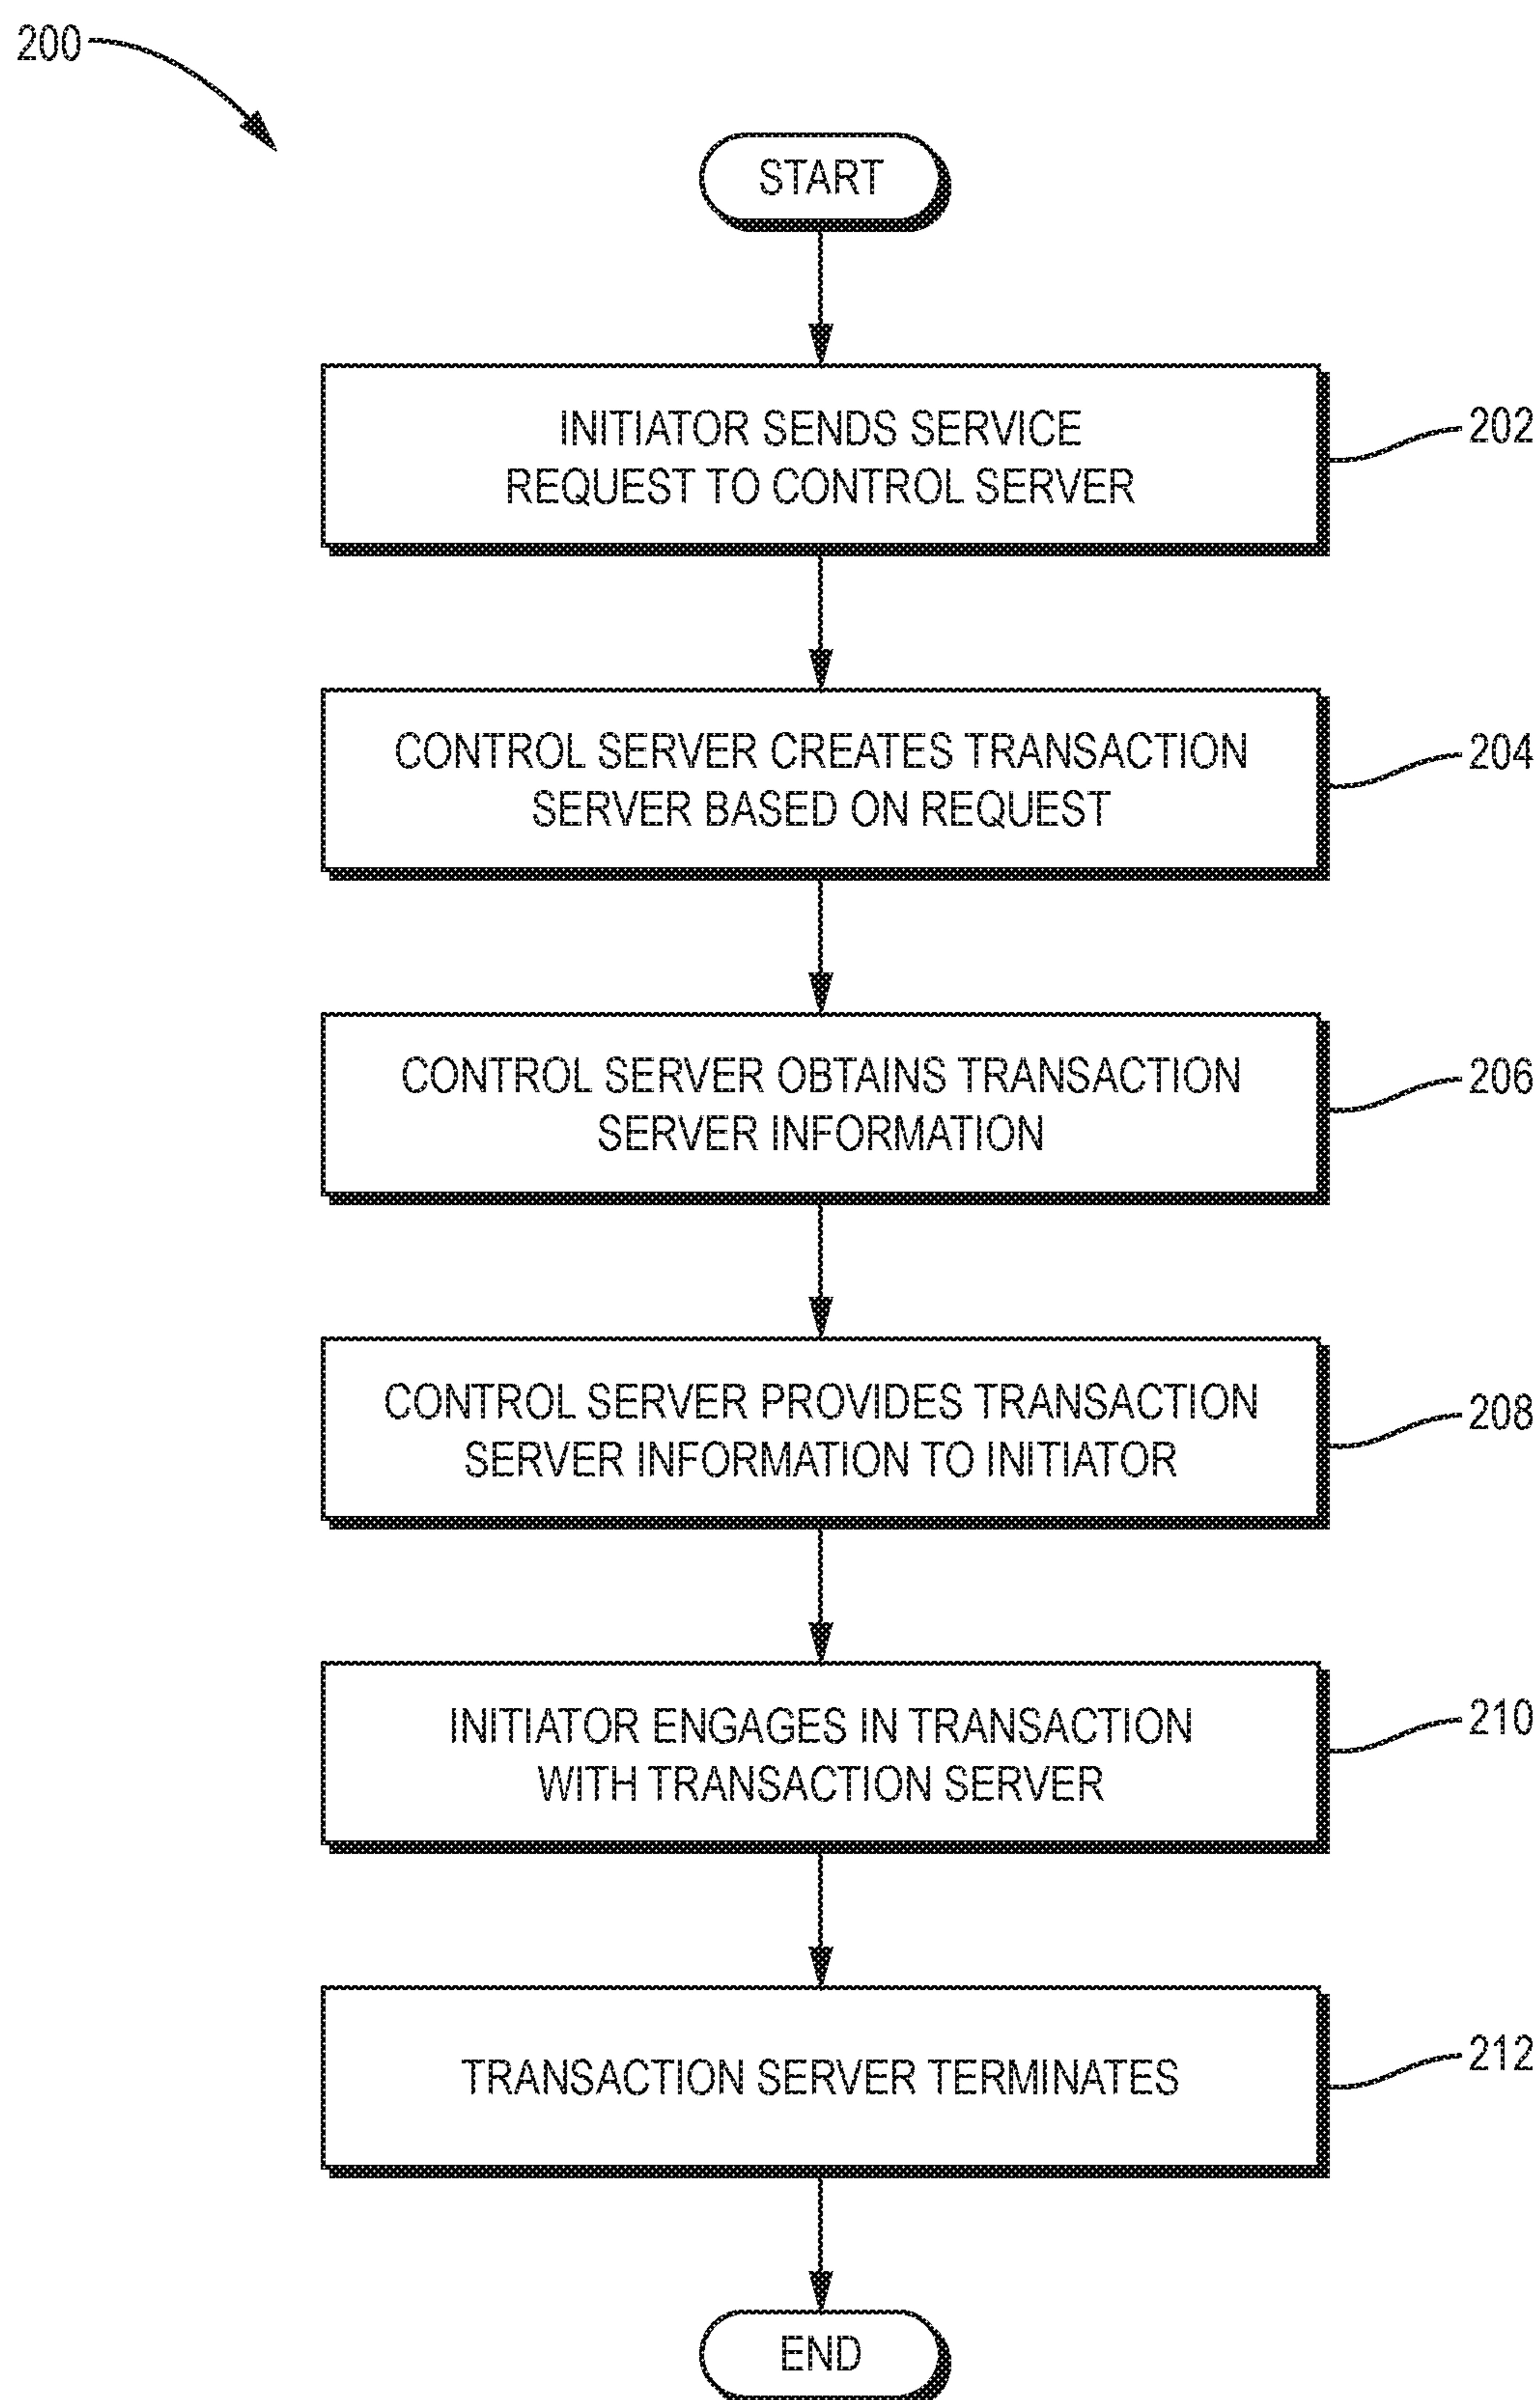 200
START
INITIATOR SENDS SERVICE
REQUEST TO CONTROL SERVER
202
CONTROL SERVER CREATES TRANSACTION
SERVER BASED ON REQUEST
204
CONTROL SERVER OBTAINS TRANSACTION
SERVER INFORMATION
206
CONTROL SERVER PROVIDES TRANSACTION
SERVER INFORMATION TO INITIATOR
208
INITIATOR ENGAGES IN TRANSACTION
WITH TRANSACTION SERVER
210
TRANSACTION SERVER TERMINATES
212
END